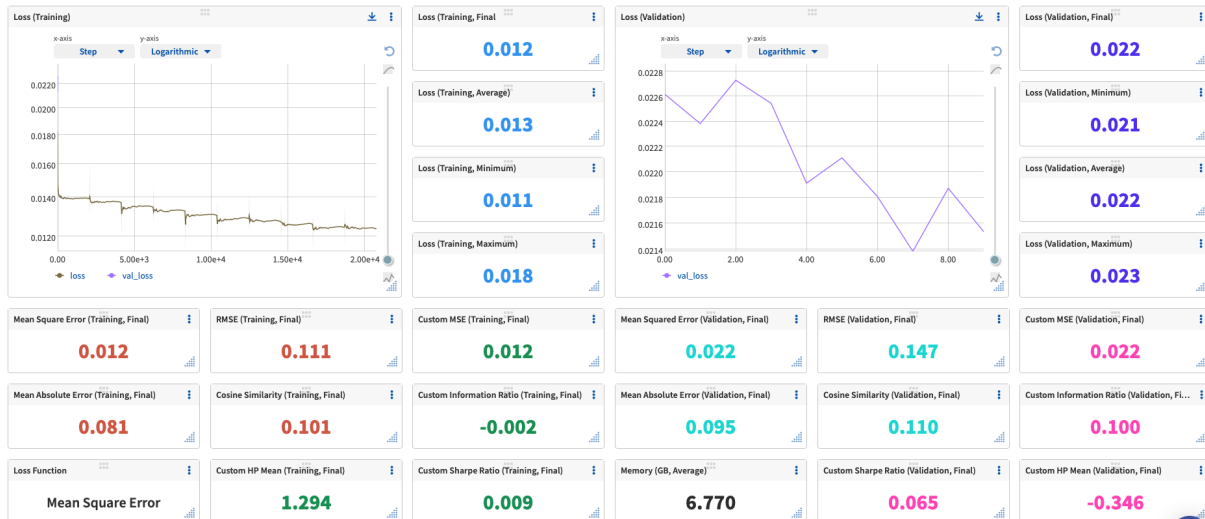 Loss (Training)
x-axis
y-axis
Step
Logarithmic
0.0220
0.0200
0.0180
0.0160
0.0140
0.0120
0.00
5.00e+3
1.00e+4
1.50e+4
2.00e+4
loss
val_loss
Loss (Training, Final
0.012
Loss (Training, Average)
0.013
Loss (Training, Minimum)
0.011
Loss (Training, Maximum)
0.018
Loss (Validation)
x-axis
y-axis
Step
Logarithmic
0.0228
0.0226
0.0224
0.0222
0.0220
0.0218
0.0216
0.0214
0.00
2.00
4.00
6.00
8.00
val_loss
Loss (Validation, Final)
0.022
Loss (Validation, Minimum)
0.021
Loss (Validation, Average)
0.022
Loss (Validation, Maximum)
0.023
Mean Square Error (Training, Final)
0.012
RMSE (Training, Final)
0.111
Custom MSE (Training, Final)
0.012
Mean Squared Error (Validation, Final)
0.022
RMSE (Validation, Final)
0.147
Custom MSE (Validation, Final)
0.022
Mean Absolute Error (Training, Final)
0.081
Cosine Similarity (Training, Final)
0.101
Custom Information Ratio (Training, Final)
-0.002
Mean Absolute Error (Validation, Final)
0.095
Cosine Similarity (Validation, Final)
0.110
Custom Information Ratio (Validation, Fi...
0.100
Loss Function
Mean Square Error
Custom HP Mean (Training, Final)
1.294
Custom Sharpe Ratio (Training, Final)
0.009
Memory (GB, Average)
6.770
Custom Sharpe Ratio (Validation, Final)
0.065
Custom HP Mean (Validation, Final)
-0.346